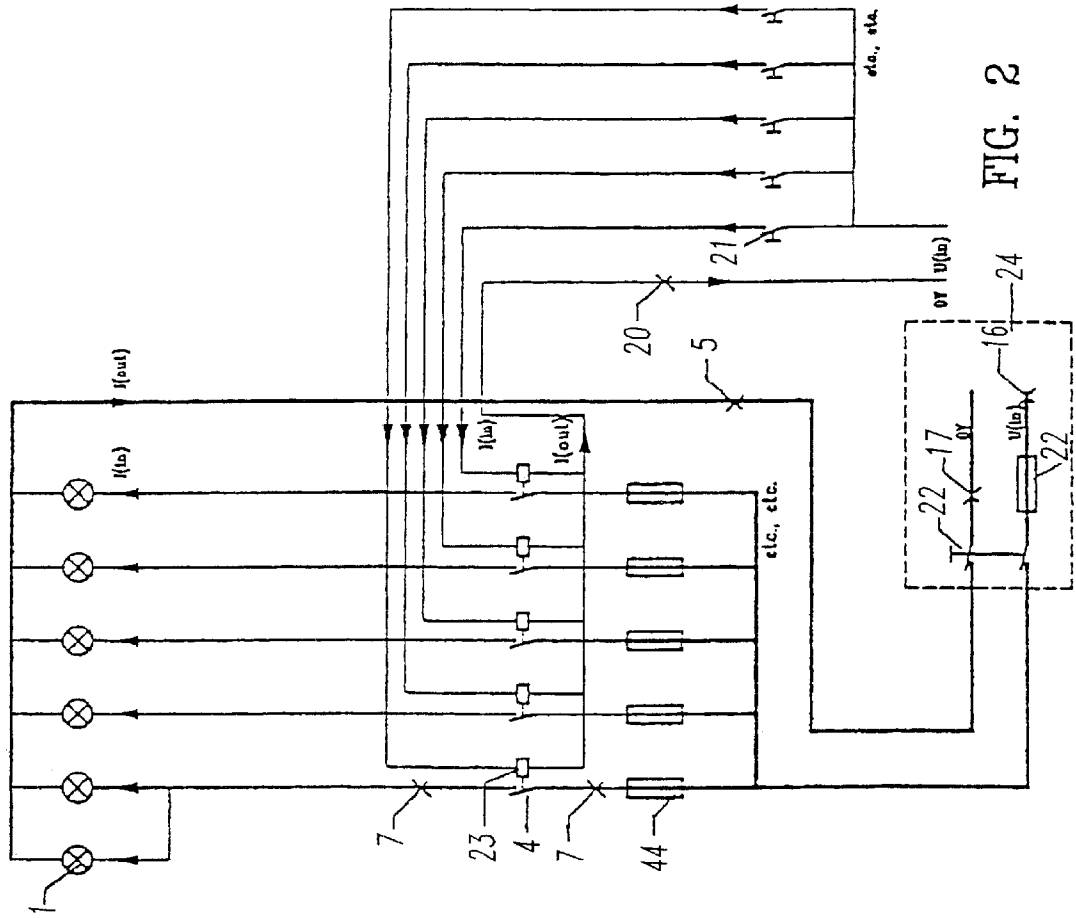 1
I(out)
I(in)
7
23
4
7
44
etc., etc.
I(in)
I(out)
5
20
21
etc., etc.
0V
U(in)
FIG. 2
24
22
17
0V
16
U(in)
22